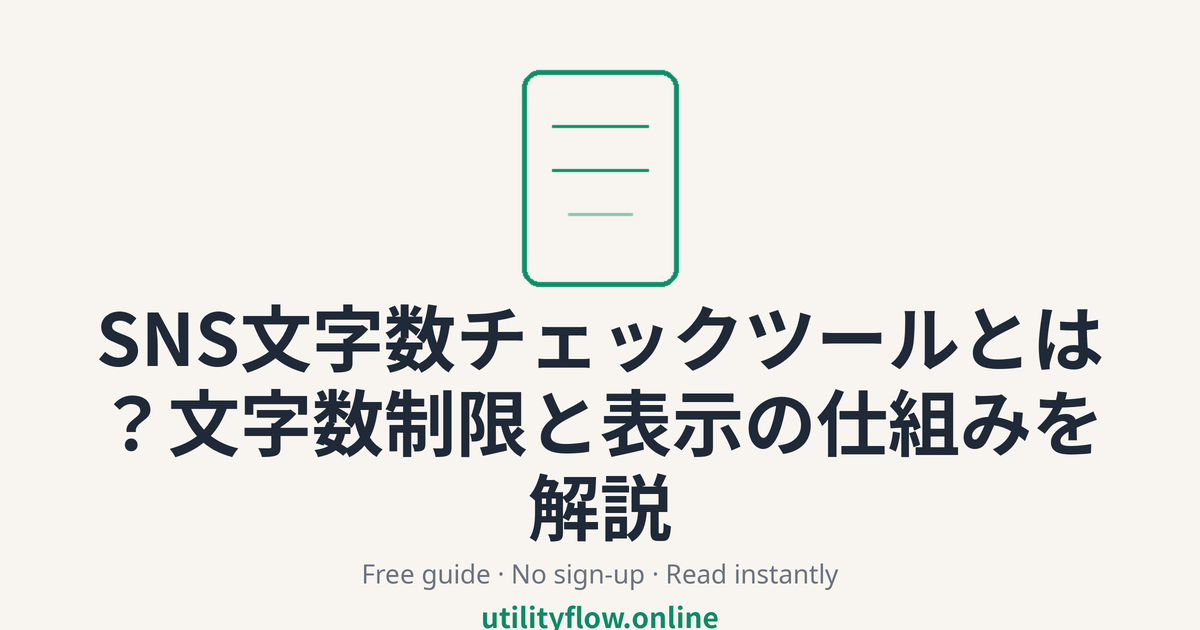 SNS文字数チェックツールとは
？文字数制限と表示の仕組みを
解説
Free guide · No sign-up · Read instantly
utilityflow.online